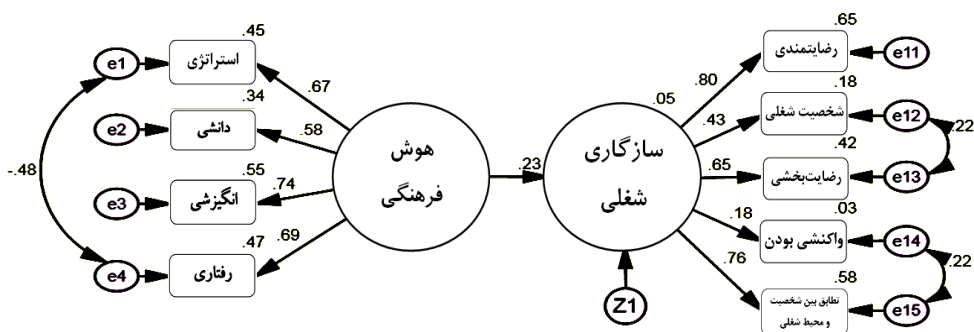 .45
e1
استراتژی
.67
.34
e2
دانشی
.58
-.48
.55
e3
انگیزشی
.74
.47
e4
رفتاری
.69
هوش
فرهنگی
.23
.05
سازگاری
شغلی
Z1
.65
رضایتمندی
e11
.80
.18
شخصیت شغلی
e12
.43
.22
.42
رضایت‌بخشی
e13
.65
.03
واکنشی بودن
e14
.18
.22
.58
تطابق بین شخصیت
و محیط شغلی
e15
.76